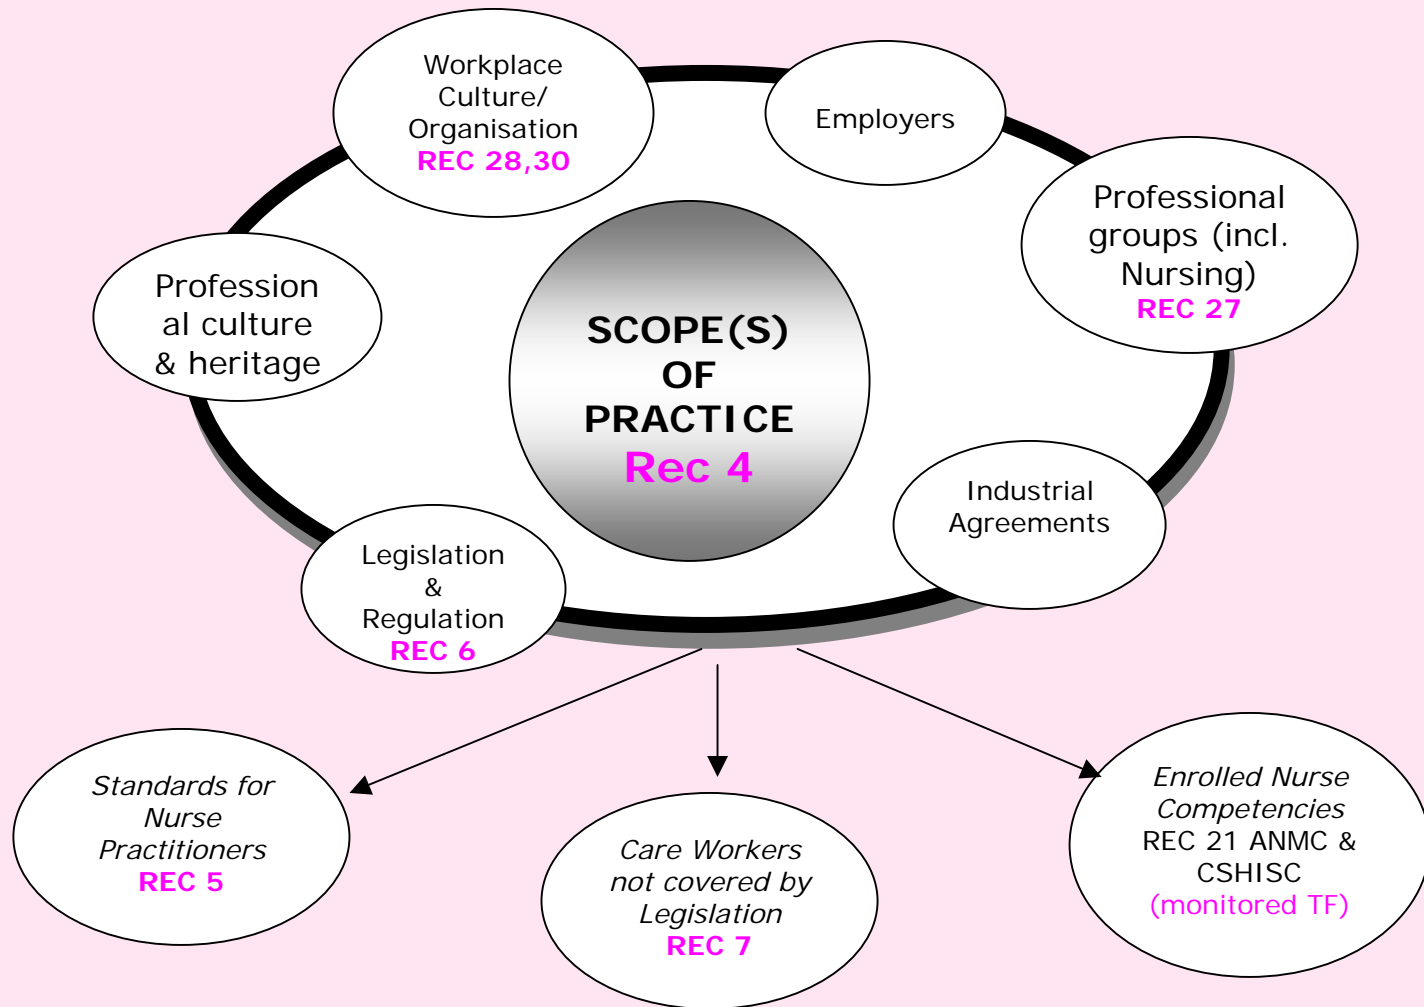 Workplace
Culture/
Organisation
REC 28,30
Employers
Professional
groups (incl.
Nursing)
REC 27
Profession
al culture
& heritage
SCOPE(S)
OF
PRACTICE
Rec 4
Industrial
Agreements
Legislation
&
Regulation
REC 6
Standards for
Nurse
Practitioners
REC 5
Care Workers
not covered by
Legislation
REC 7
Enrolled Nurse
Competencies
REC 21 ANMC &
CSHISC
(monitored TF)